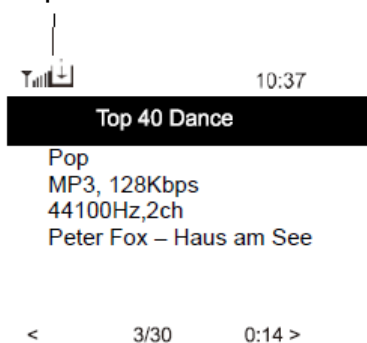 10:37
Top 40 Dance
Pop
MP3, 128Kbps
44100Hz,2ch
Peter Fox – Haus am See
< 3/30 0:14 >